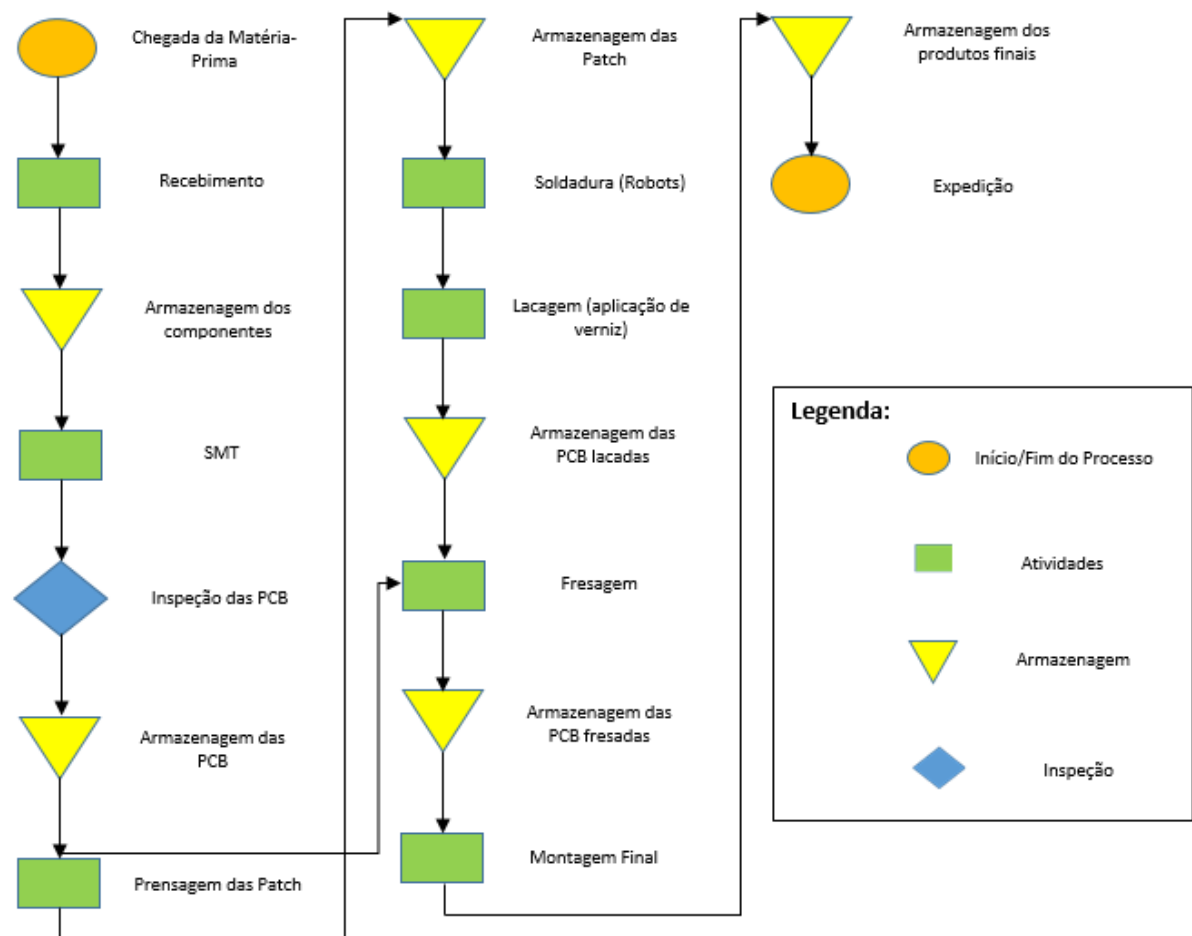 Chegada da Matéria-
Prima
Recebimento
Armazenagem dos
componentes
SMT
Inspeção das PCB
Armazenagem das
PCB
Prensagem das Patch
Armazenagem das
Patch
Soldadura (Robots)
Lacagem (aplicação de
verniz)
Armazenagem das
PCB lacadas
Fresagem
Armazenagem das
PCB fresadas
Montagem Final
Armazenagem dos
produtos finais
Expedição
Legenda:
Início/Fim do Processo
Atividades
Armazenagem
Inspeção